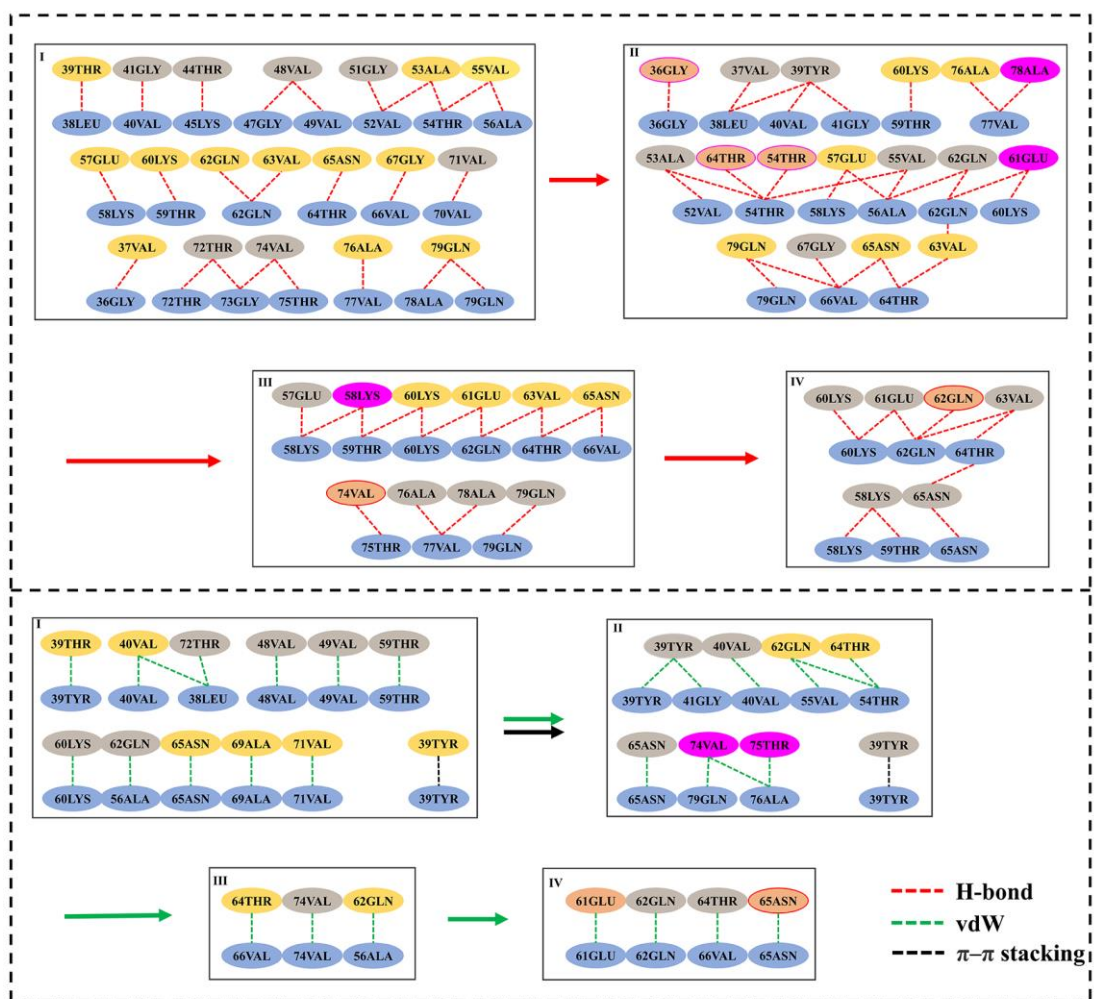 I
39THR 41GLY 44THR 48VAL 51GLY 53ALA 55VAL
38LEU 40VAL 45LYS 47GLY 49VAL 52VAL 54THR 56ALA
57GLU 60LYS 62GLN 63VAL 65ASN 67GLY 71VAL
58LYS 59THR 62GLN 64THR 66VAL 70VAL
37VAL 72THR 74VAL 76ALA 79GLN
36GLY 72THR 73GLY 75THR 77VAL 78ALA 79GLN
II
36GLY 37VAL 39TYR 60LYS 76ALA 78ALA
36GLY 38LEU 40VAL 41GLY 59THR 77VAL
53ALA 64THR 54THR 57GLU 55VAL 62GLN 61GLU
52VAL 54THR 58LYS 56ALA 62GLN 60LYS
79GLN 67GLY 65ASN 63VAL
79GLN 66VAL 64THR
III
57GLU 58LYS 60LYS 61GLU 63VAL 65ASN
58LYS 59THR 60LYS 62GLN 64THR 66VAL
74VAL 76ALA 78ALA 79GLN
75THR 77VAL 79GLN
IV
60LYS 61GLU 62GLN 63VAL
60LYS 62GLN 64THR
58LYS 65ASN
58LYS 59THR 65ASN
I
39THR 40VAL 72THR 48VAL 49VAL 59THR
39TYR 40VAL 38LEU 48VAL 49VAL 59THR
60LYS 62GLN 65ASN 69ALA 71VAL 39TYR
60LYS 56ALA 65ASN 69ALA 71VAL 39TYR
II
39TYR 40VAL 62GLN 64THR
39TYR 41GLY 40VAL 55VAL 54THR
65ASN 74VAL 75THR 39TYR
65ASN 79GLN 76ALA 39TYR
III
64THR 74VAL 62GLN
66VAL 74VAL 56ALA
IV
61GLU 62GLN 64THR 65ASN
61GLU 62GLN 66VAL 65ASN
H-bond
vdW
π–π stacking